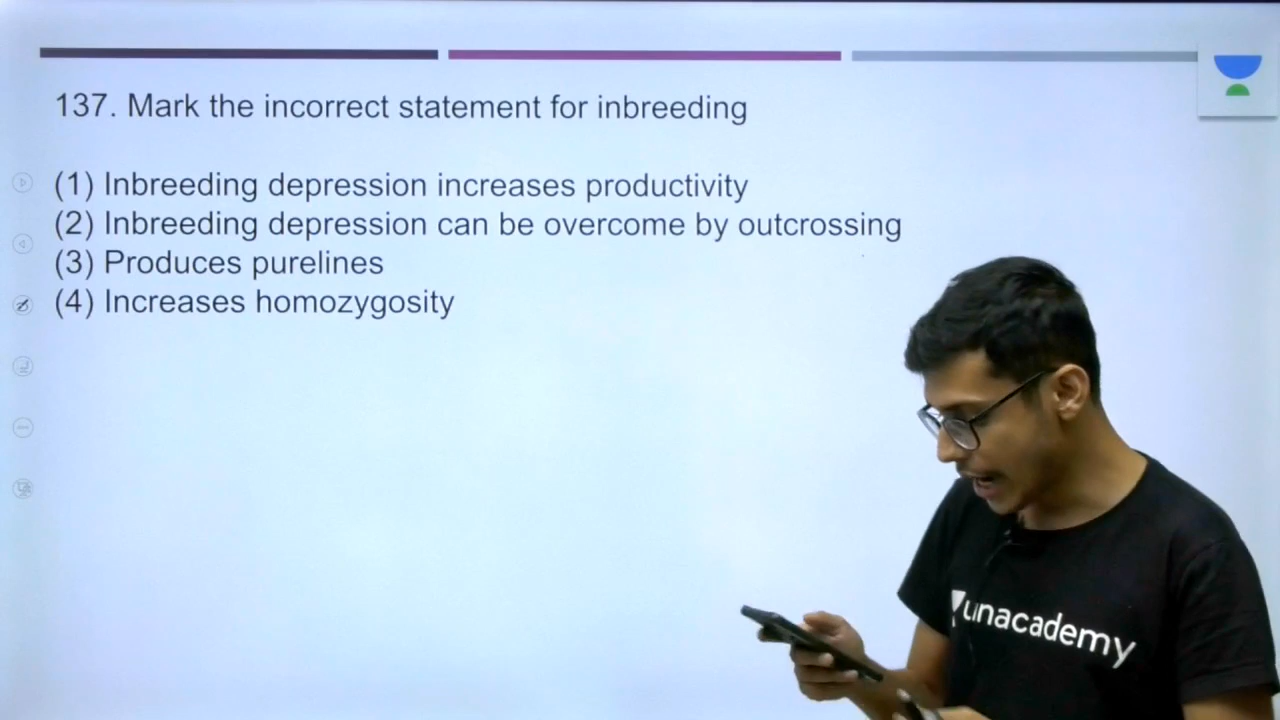 137. Mark the incorrect statement for inbreeding
(1) Inbreeding depression increases productivity
(2) Inbreeding depression can be overcome by outcrossing
(3) Produces purelines
(4) Increases homozygosity
unacademy